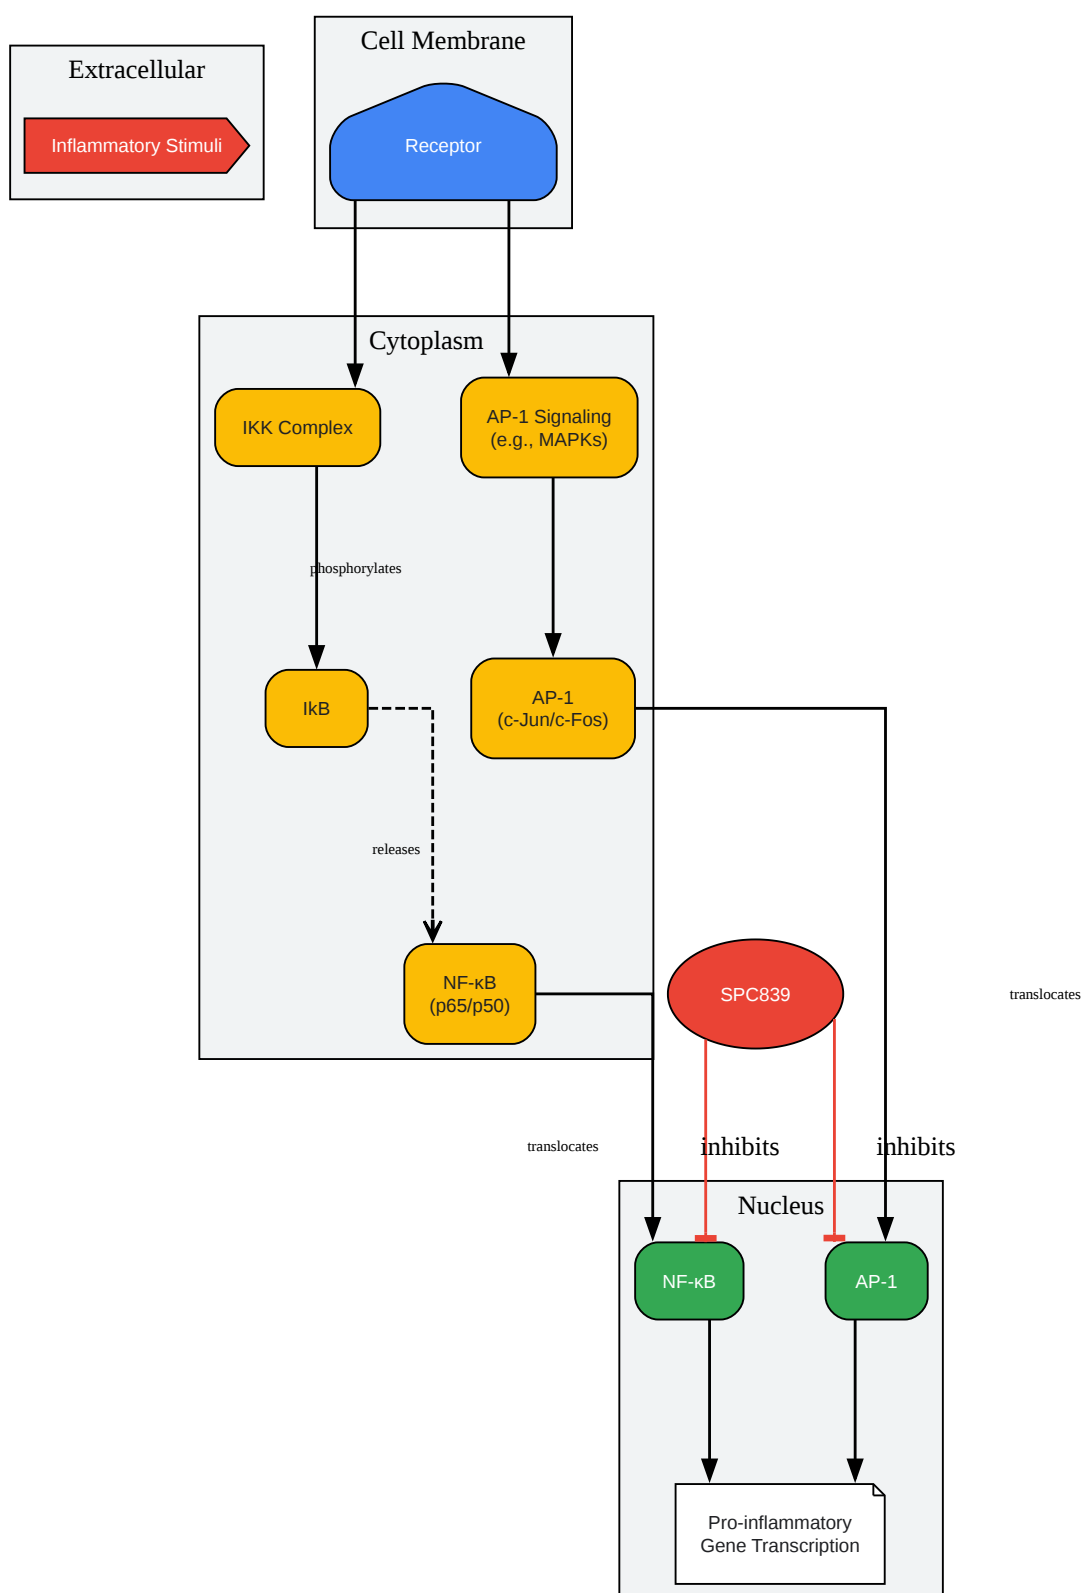 Cell Membrane
Extracellular
Inflammatory Stimuli
Receptor
Cytoplasm
IKK Complex
AP-1 Signaling
(e.g., MAPKs)
phosphorylates
IkB
AP-1
(c-Jun/c-Fos)
releases
NF-κB
(p65/p50)
SPC839
translocates
translocates
inhibits
inhibits
Nucleus
NF-κB
AP-1
Pro-inflammatory
Gene Transcription